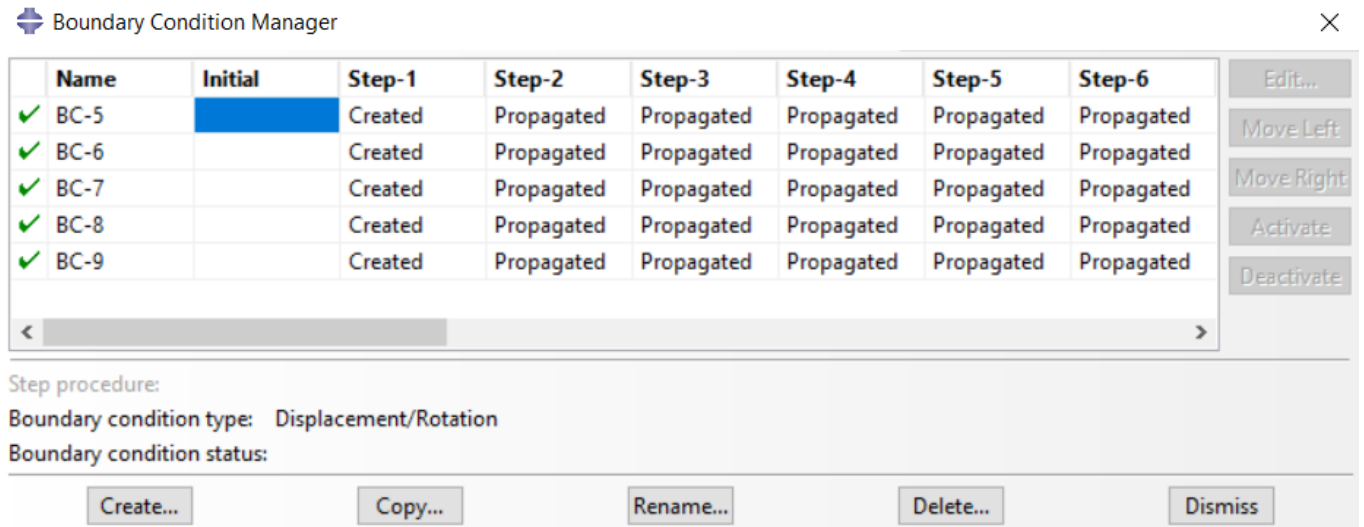 Boundary Condition Manager
Name Initial Step-1 Step-2 Step-3 Step-4 Step-5 Step-6
BC-5 Created Propagated Propagated Propagated Propagated Propagated
BC-6 Created Propagated Propagated Propagated Propagated Propagated
BC-7 Created Propagated Propagated Propagated Propagated Propagated
BC-8 Created Propagated Propagated Propagated Propagated Propagated
BC-9 Created Propagated Propagated Propagated Propagated Propagated
Edit...
Move Left
Move Right
Activate
Deactivate
Step procedure:
Boundary condition type: Displacement/Rotation
Boundary condition status:
Create... Copy... Rename... Delete... Dismiss